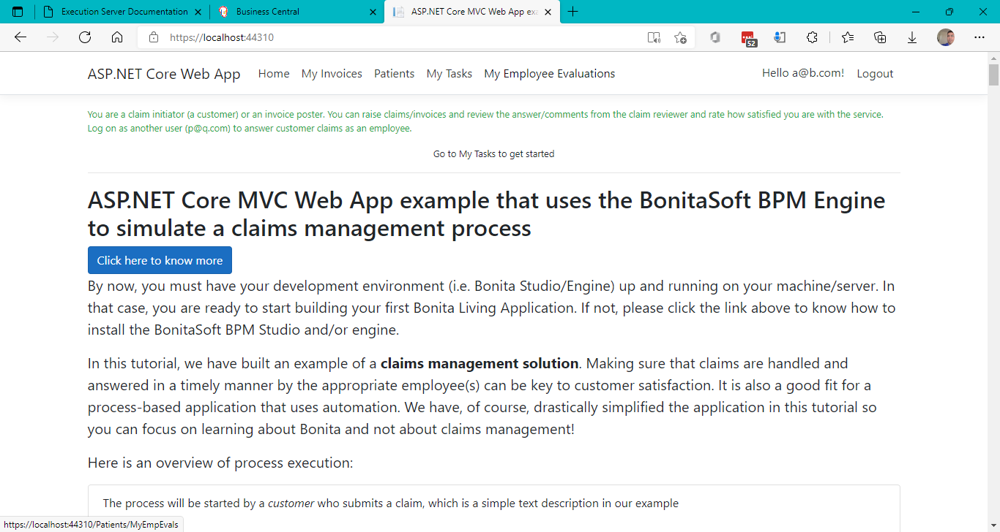 Execution Server Documentation
Business Central
ASP.NET Core MVC Web App exa
https://localhost:44310
52
ASP.NET Core Web App
Home
My Invoices
Patients
My Tasks
My Employee Evaluations
Hello a@b.com!
Logout
You are a claim initiator (a customer) or an invoice poster. You can raise claims/invoices and review the answer/comments from the claim reviewer and rate how satisfied you are with the service.
Log on as another user (p@q.com) to answer customer claims as an employee.
Go to My Tasks to get started
ASP.NET Core MVC Web App example that uses the BonitaSoft BPM Engine
to simulate a claims management process
Click here to know more
By now, you must have your development environment (i.e. Bonita Studio/Engine) up and running on your machine/server. In
that case, you are ready to start building your first Bonita Living Application. If not, please click the link above to know how to
install the BonitaSoft BPM Studio and/or engine.
In this tutorial, we have built an example of a claims management solution. Making sure that claims are handled and
answered in a timely manner by the appropriate employee(s) can be key to customer satisfaction. It is also a good fit for a
process-based application that uses automation. We have, of course, drastically simplified the application in this tutorial so
you can focus on learning about Bonita and not about claims management!
Here is an overview of process execution:
The process will be started by a customer who submits a claim, which is a simple text description in our example
https://localhost:44310/Patients/MyEmpEvals